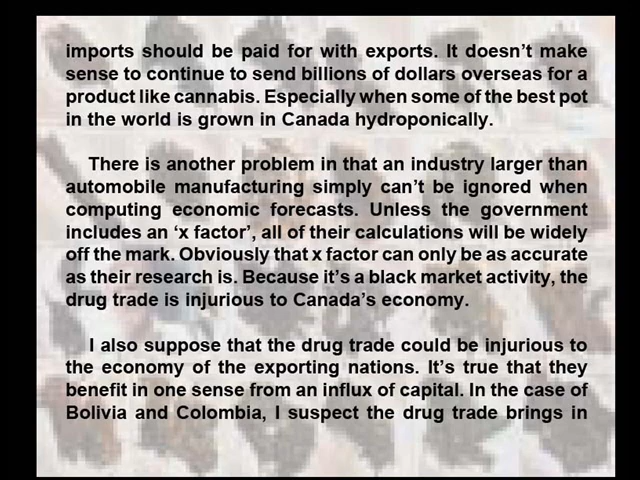 imports should be paid for with exports. It doesn’t make
sense to continue to send billions of dollars overseas for a
product like cannabis. Especially when some of the best pot
in the world is grown in Canada hydroponically.
There is another problem in that an industry larger than
automobile manufacturing simply can’t be ignored when
computing economic forecasts. Unless the government
includes an ‘x factor’, all of their calculations will be widely
off the mark. Obviously that x factor can only be as accurate
as their research is. Because it’s a black market activity, the
drug trade is injurious to Canada’s economy.
I also suppose that the drug trade could be injurious to
the economy of the exporting nations. It’s true that they
benefit in one sense from an influx of capital. In the case of
Bolivia and Colombia, I suspect the drug trade brings in